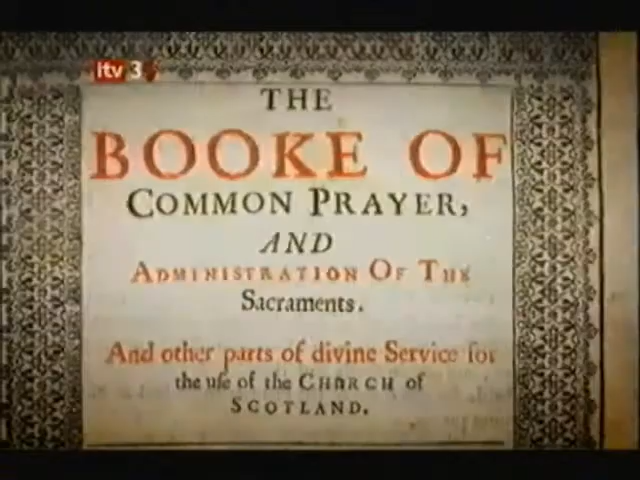 itv3
THE
BOOKE OF
COMMON PRAYER,
AND
ADMINISTRATION OF THE
Sacraments.
And other parts of divine Service for
the uſe of the CHURCH of
SCOTLAND.